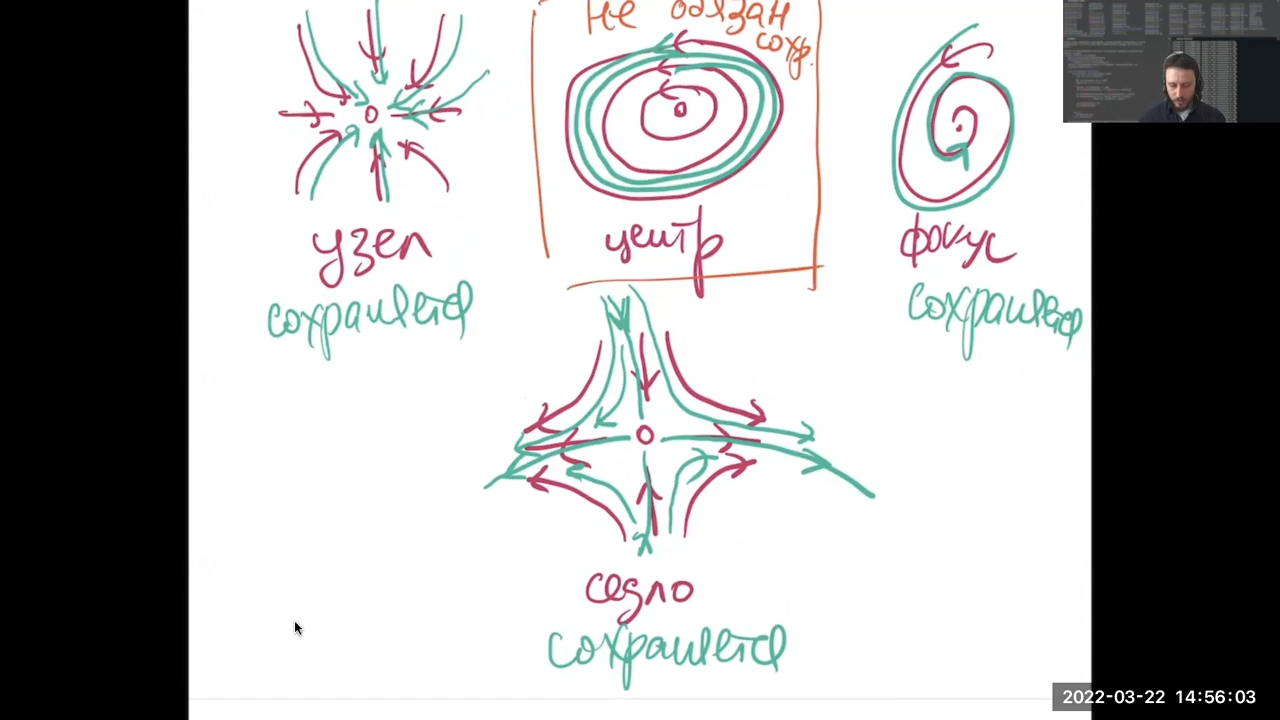 не обязан
сохр.
узел
центр
фокус
сохраняется
сохраняется
седло
сохраняется
2022-03-22 14:56:03